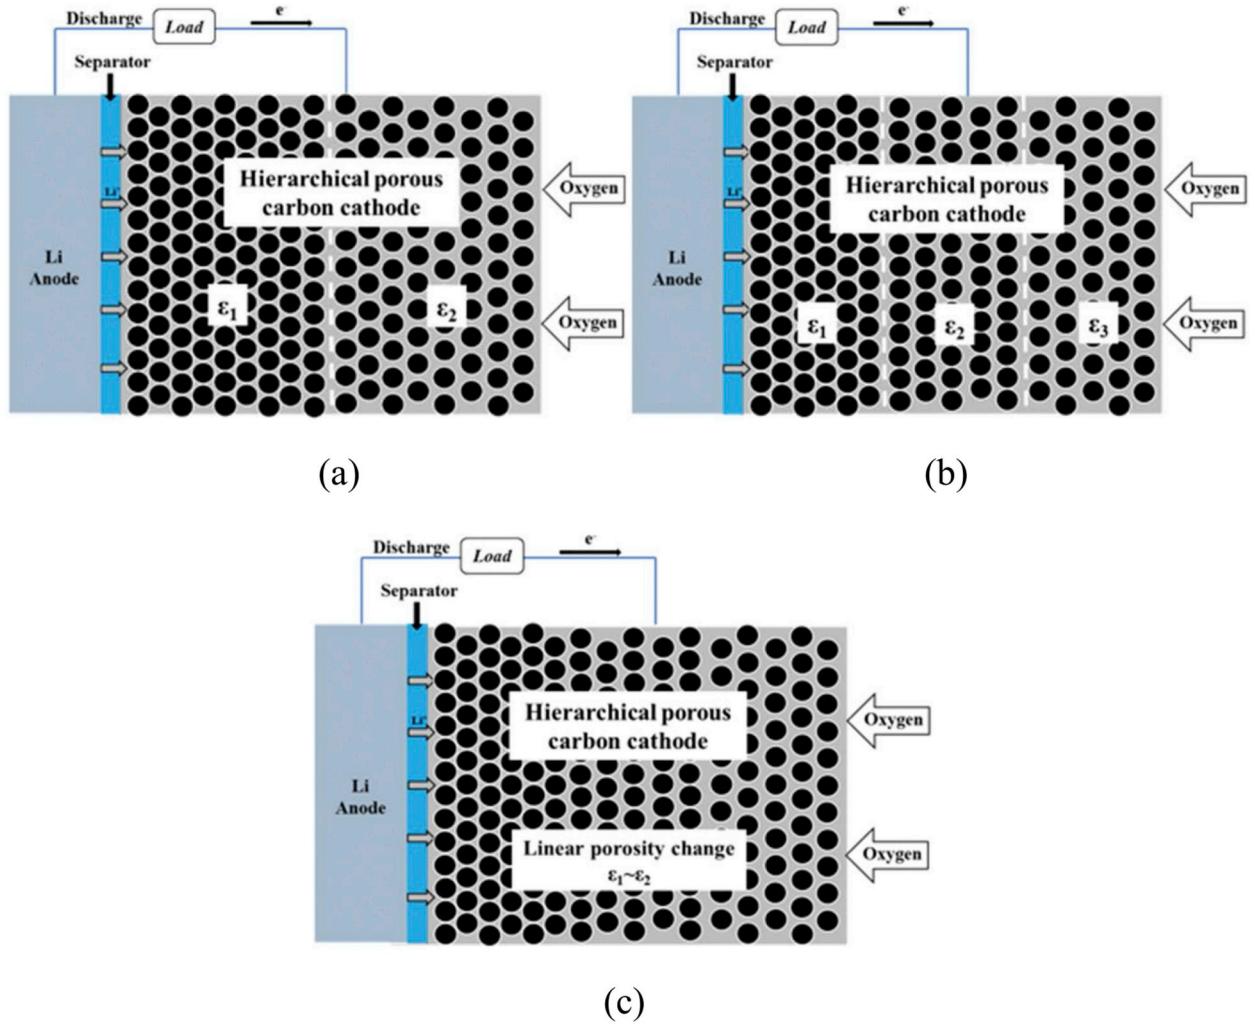 Discharge
Load
e-
Separator
Li+
Li
Anode
Hierarchical porous
carbon cathode
ε1
ε2
Oxygen
Oxygen
(a)
Discharge
Load
e-
Separator
Li+
Li
Anode
Hierarchical porous
carbon cathode
ε1
ε2
ε3
Oxygen
Oxygen
(b)
Discharge
Load
e-
Separator
Li+
Li
Anode
Hierarchical porous
carbon cathode
Linear porosity change
ε1~ε2
Oxygen
Oxygen
(c)